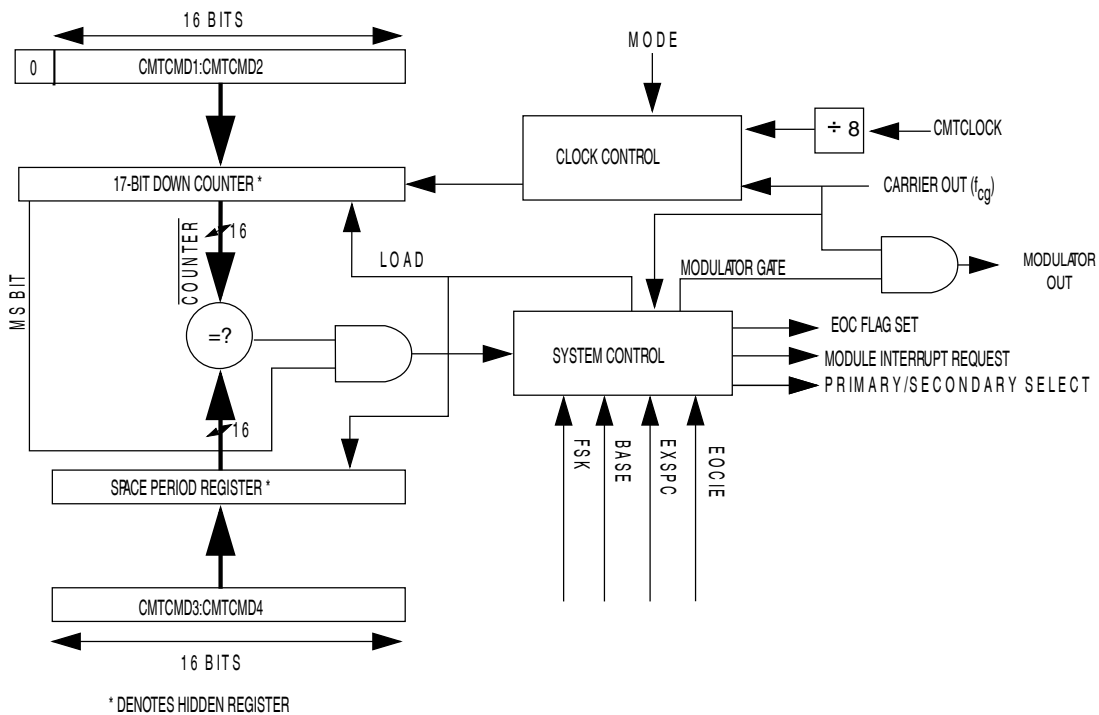 16 BITS
0
CMTCMD1:CMTCMD2
MODE
÷ 8
CMTCLOCK
CLOCK CONTROL
17-BIT DOWN COUNTER *
CARRIER OUT (fcg)
16
COUNTER
MS BIT
LOAD
MODULATOR GATE
MODULATOR
OUT
=?
SYSTEM CONTROL
EOC FLAG SET
MODULE INTERRUPT REQUEST
PRIMARY/SECONDARY SELECT
16
FSK
BASE
EXSPC
EOCIE
SPACE PERIOD REGISTER *
CMTCMD3:CMTCMD4
16 BITS
* DENOTES HIDDEN REGISTER